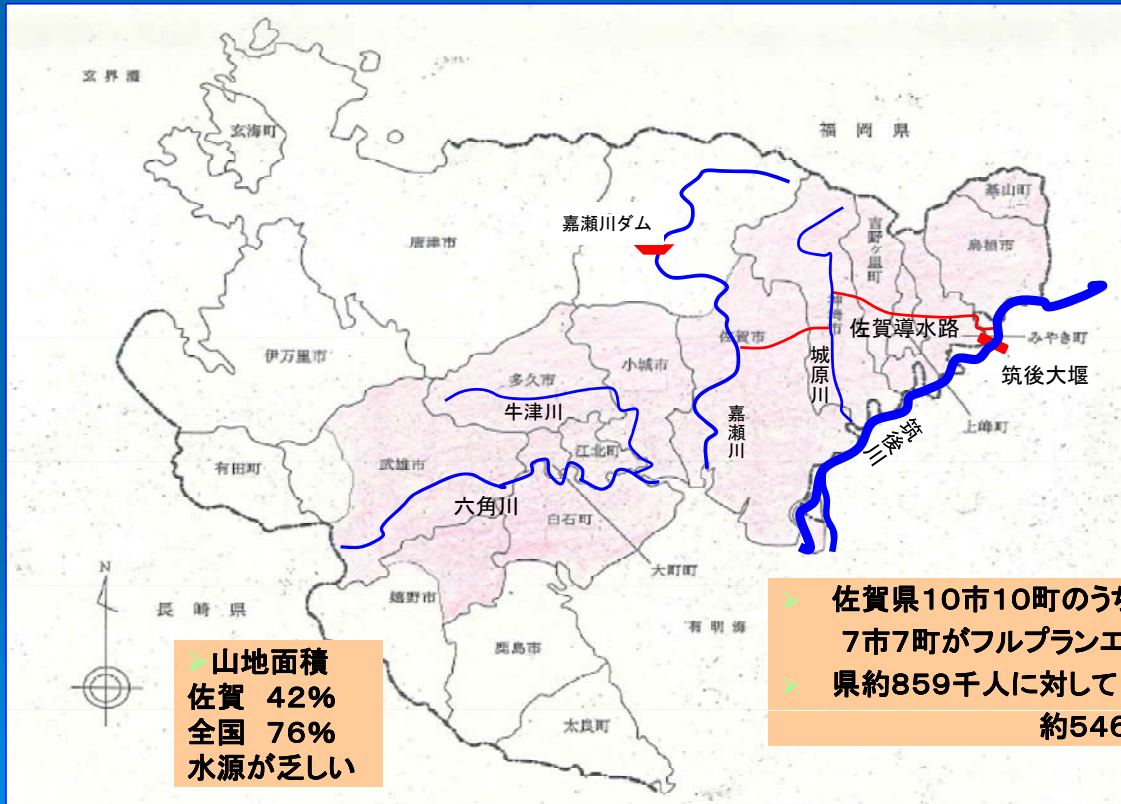 玄界灘
福岡県
玄海町
基山町
嘉瀬川ダム
吉野ヶ里町
鳥栖市
唐津市
神埼市
佐賀導水路
みやき町
佐賀市
伊万里市
小城市
城原川
筑後大堰
多久市
牛津川
嘉瀬川
上峰町
筑後川
江北町
有田町
武雄市
六角川
白石町
大町町
N
嬉野市
長崎県
有明海
鹿島市
太良町
山地面積
佐賀 42%
全国 76%
水源が乏しい
佐賀県10市10町のうち
7市7町がフルプランエ
県約859千人に対して
約546